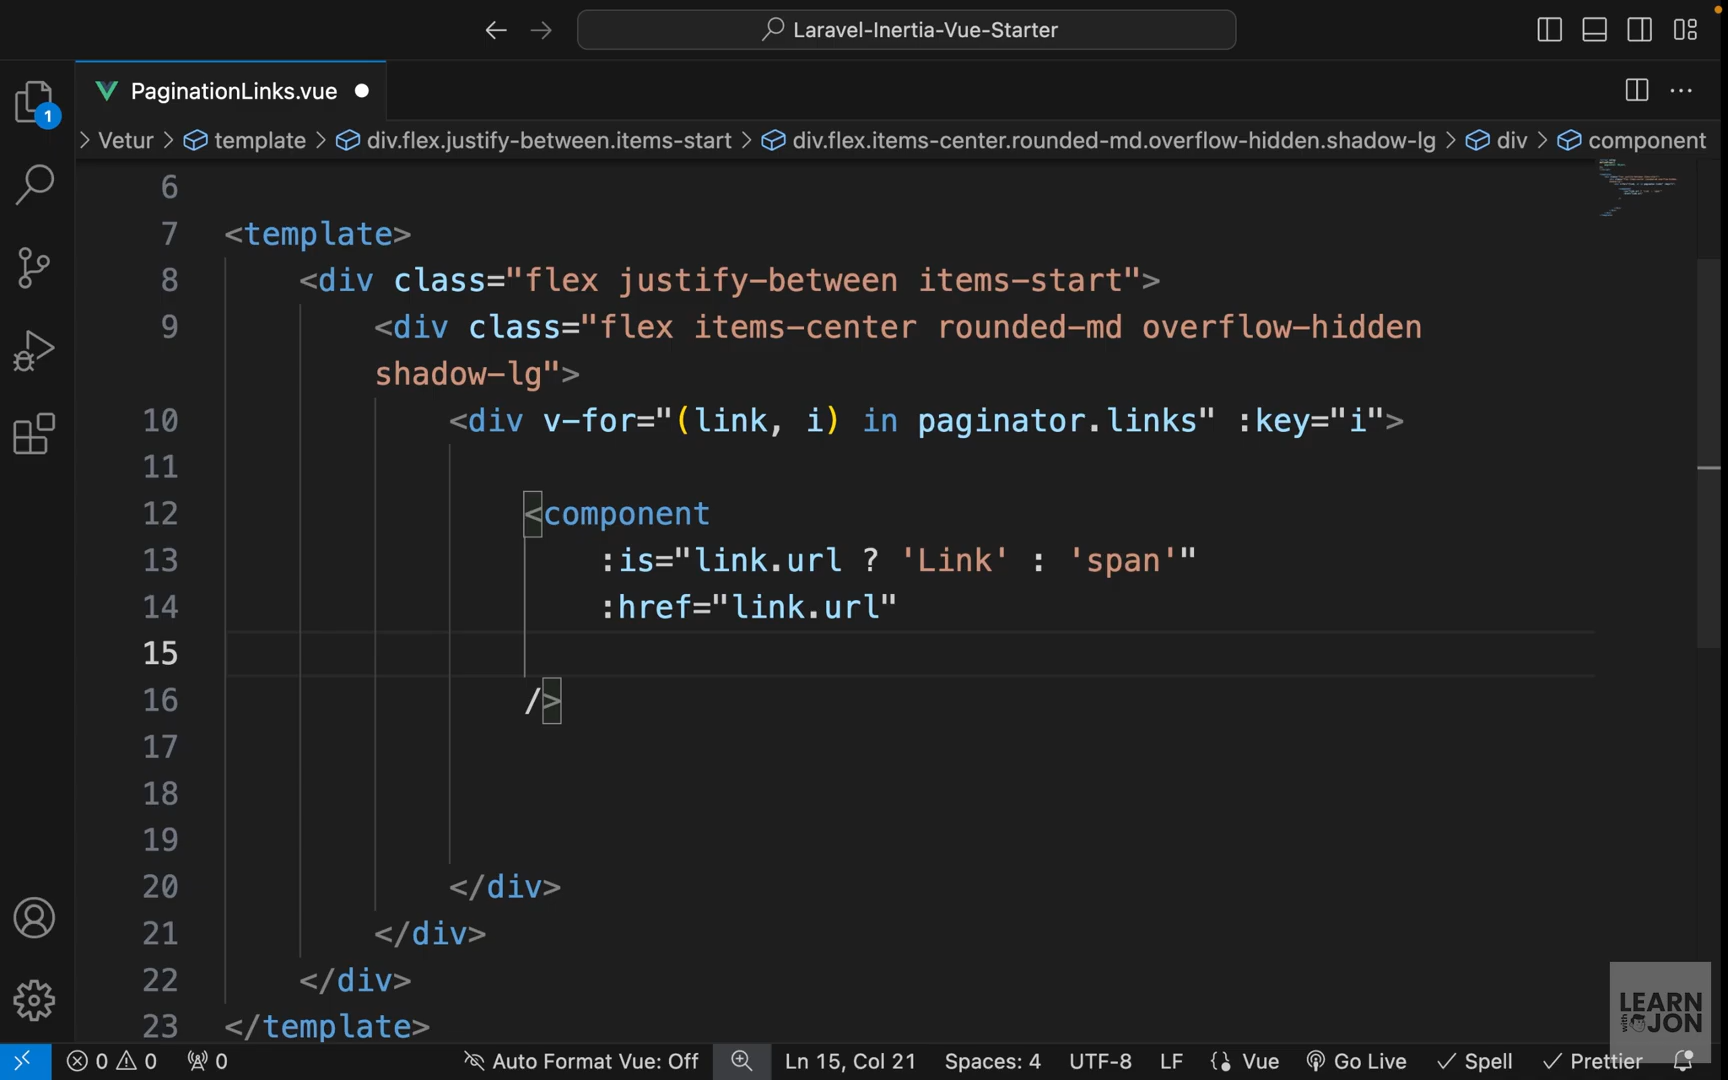 Laravel-Inertia-Vue-Starter
PaginationLinks.vue
1
Vetur > template > div.flex.justify-between.items-start > div.flex.items-center.rounded-md.overflow-hidden.shadow-lg > div > component
6
7 <template>
8 <div class="flex justify-between items-start">
9 <div class="flex items-center rounded-md overflow-hidden
shadow-lg">
10 <div v-for="(link, i) in paginator.links" :key="i">
11
12 <component
13 :is="link.url ? 'Link' : 'span'"
14 :href="link.url"
15
16 />
17
18
19
20 </div>
21 </div>
22 </div>
23 </template>
LEARN
with JON
0 0 0 Auto Format Vue: Off Ln 15, Col 21 Spaces: 4 UTF-8 LF Vue Go Live Spell Prettier